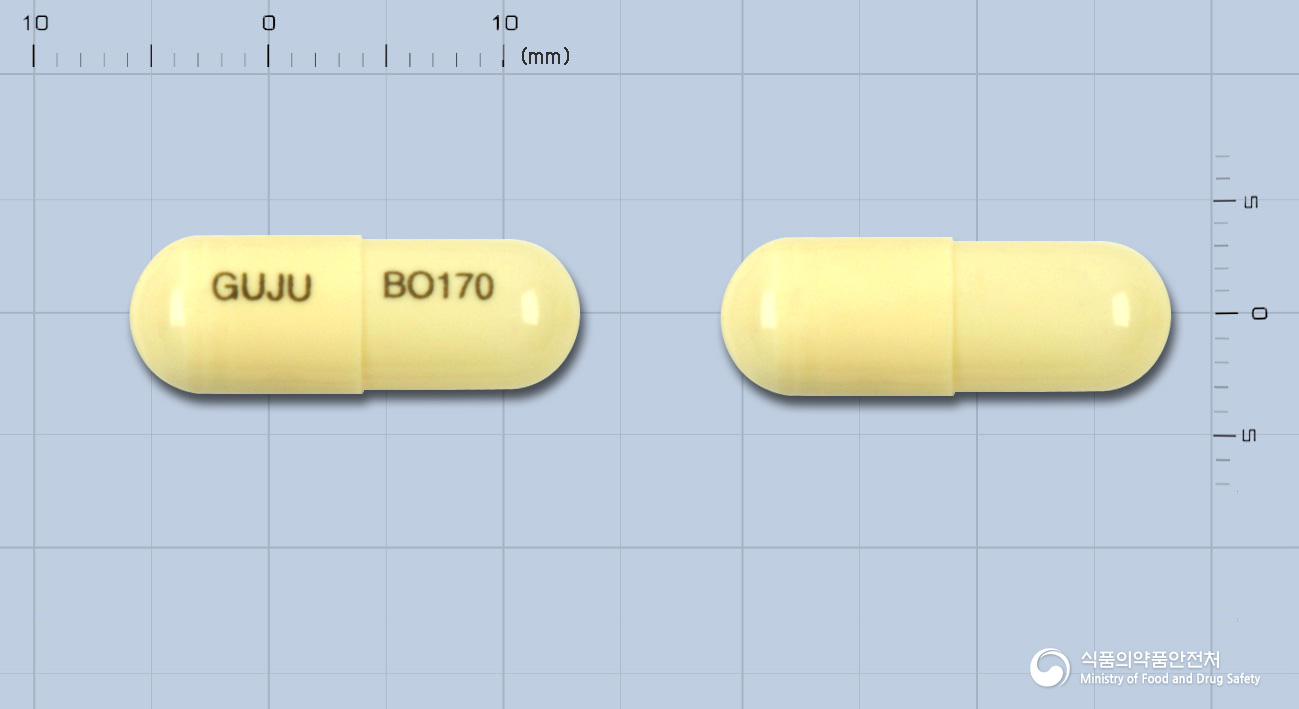 10 0 10
(mm)
GUJU BO170
5
0
5
식품의약품안전처
Ministry of Food and Drug Safety